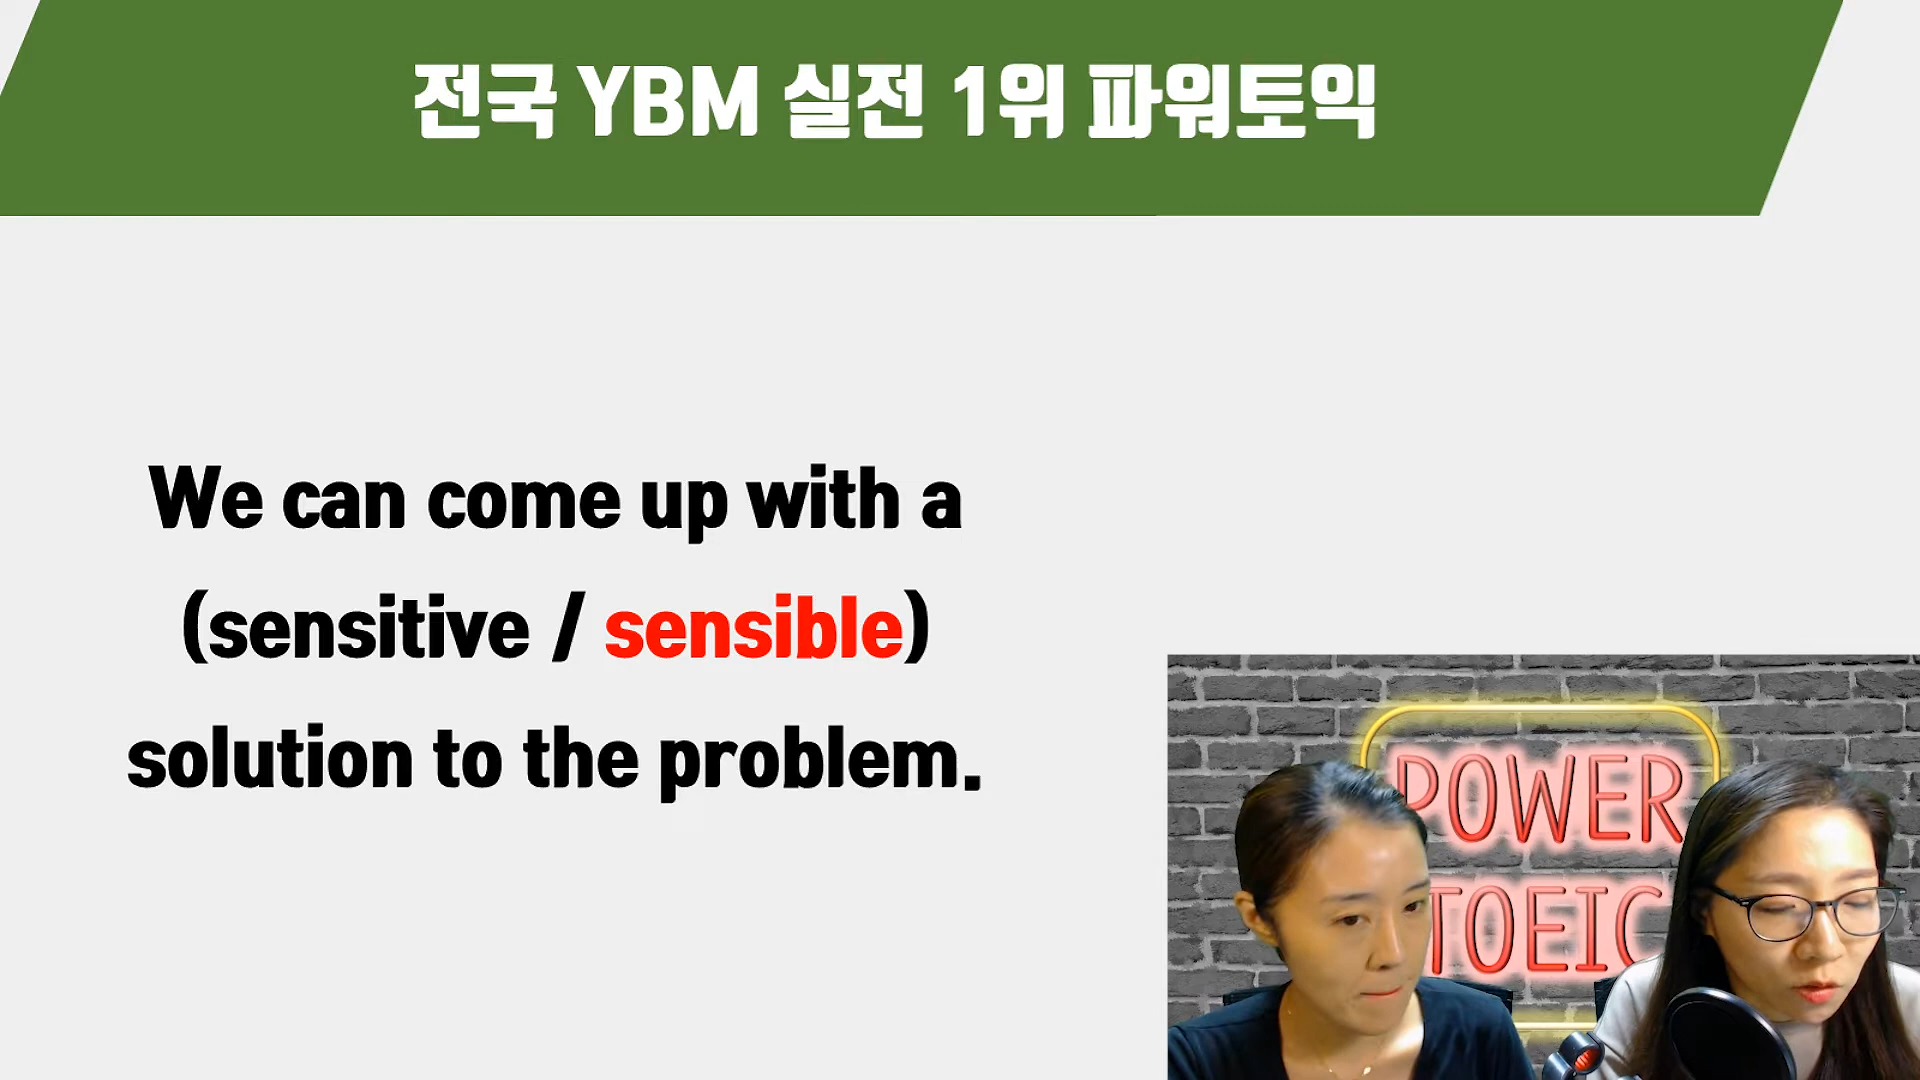 전국 YBM 실전 1위 파워토익
We can come up with a
(sensitive / sensible)
solution to the problem.
POWER
TOEIC